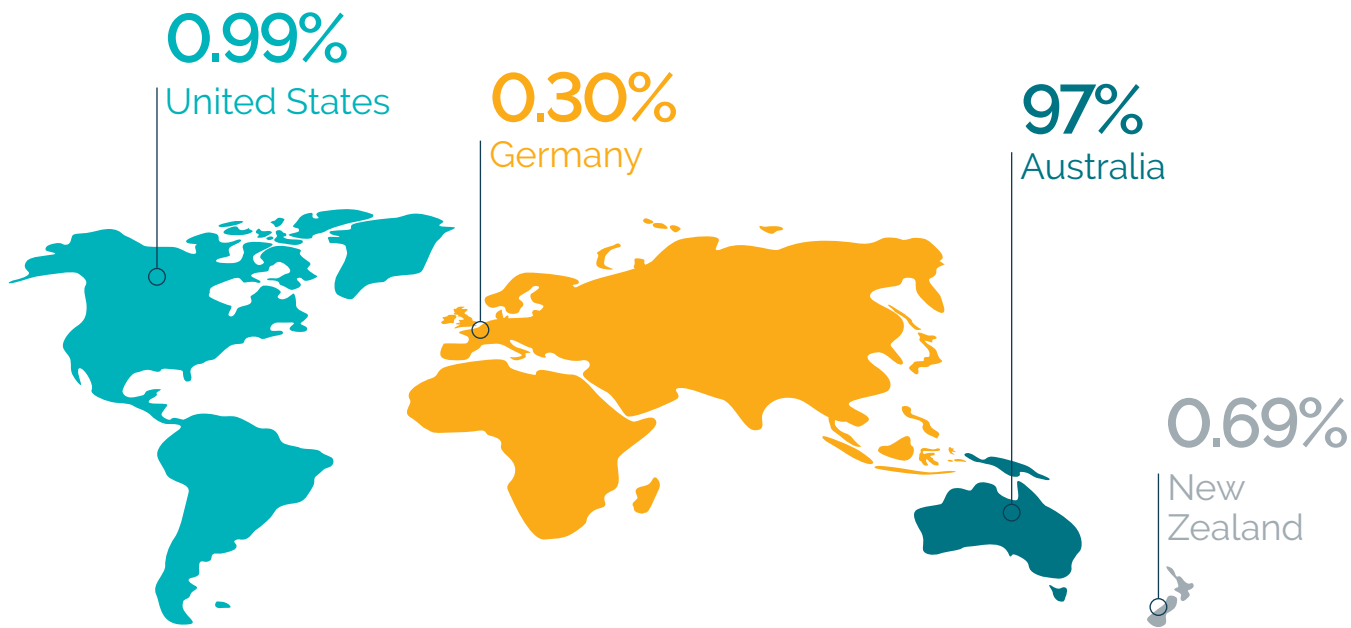 0.99%
United States
0.30%
Germany
97%
Australia
0.69%
New
Zealand